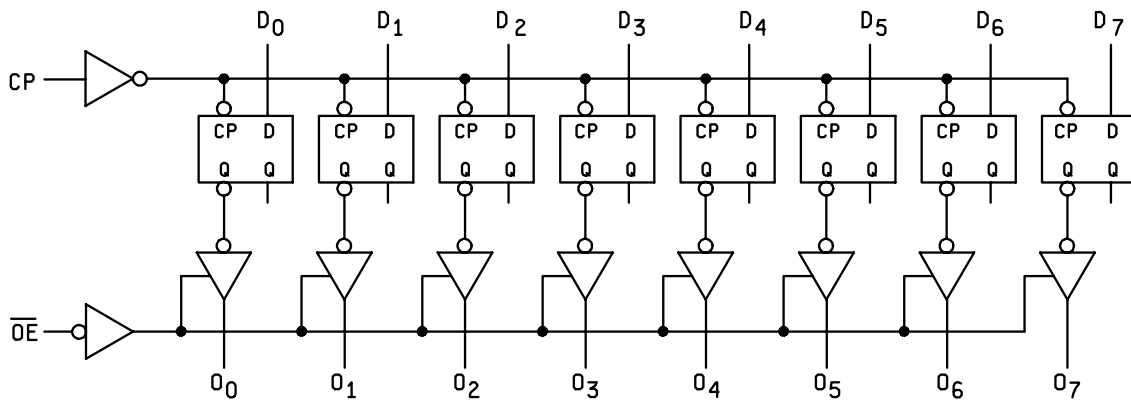 D0 D1 D2 D3 D4 D5 D6 D7
CP
CP D CP D CP D CP D CP D CP D CP D CP D
Q Q Q Q Q Q Q Q Q Q Q Q Q Q Q Q
O̅E̅
O0 O1 O2 O3 O4 O5 O6 O7